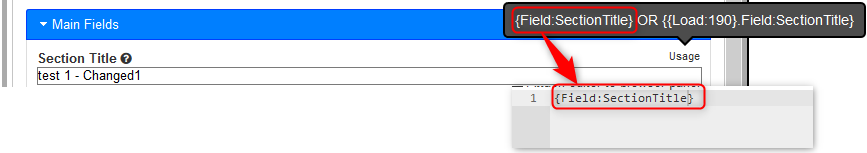 Main Fields
{Field:SectionTitle} OR {{Load:190}.Field:SectionTitle}
Section Title ?
Usage
test 1 - Changed1
1 {Field:SectionTitle}